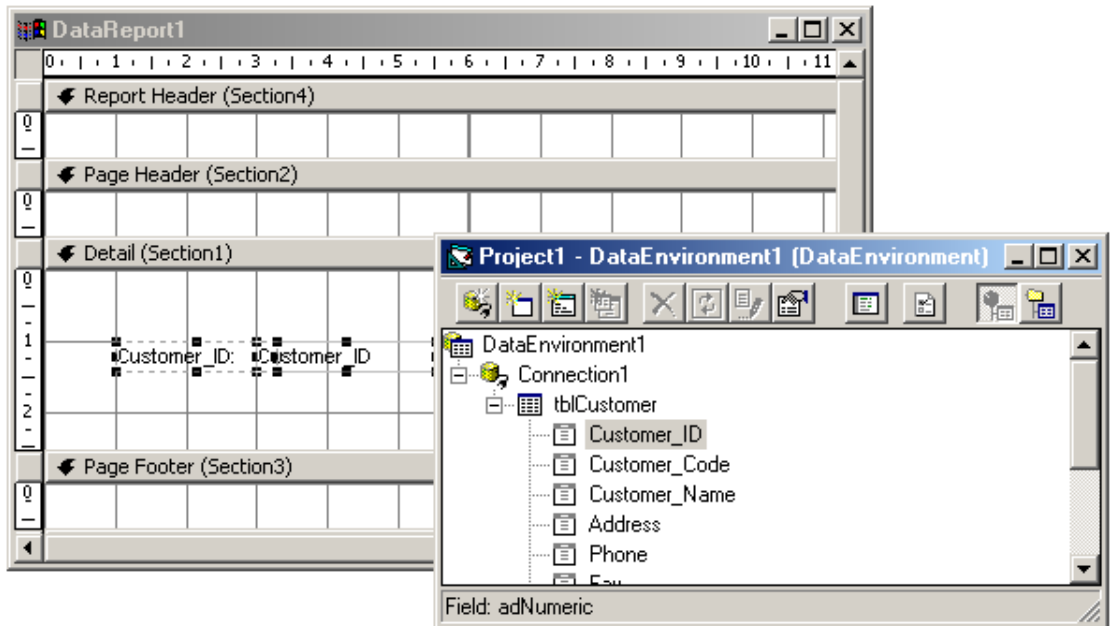 DataReport1
0 1 2 3 4 5 6 7 8 9 10 11
Report Header (Section4)
0
Page Header (Section2)
0
Detail (Section1)
0
1
Customer_ID: Customer_ID
2
Page Footer (Section3)
0
Project1 - DataEnvironment1 (DataEnvironment)
DataEnvironment1
Connection1
tblCustomer
Customer_ID
Customer_Code
Customer_Name
Address
Phone
Field: adNumeric